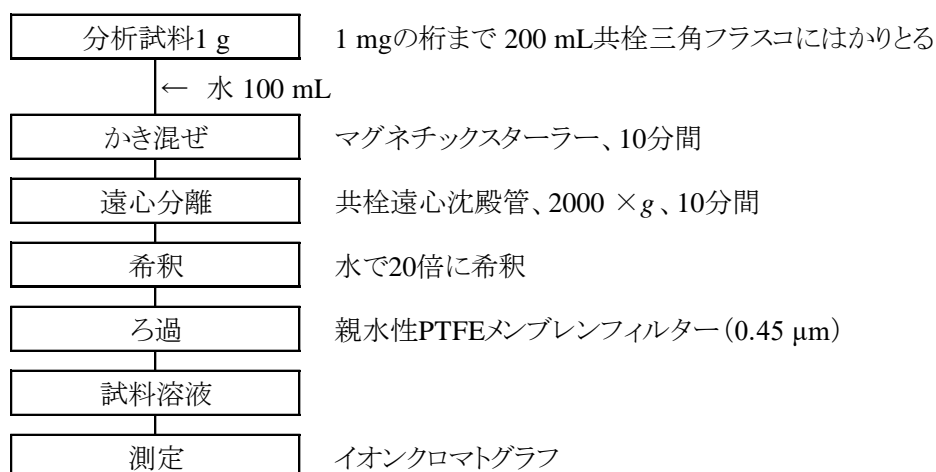 分析試料1 g 1 mgの桁まで 200 mL共栓三角フラスコにはかりとる
← 水 100 mL
かき混ぜ マグネチックスターラー、10分間
遠心分離 共栓遠心沈殿管、2000 ×g 、10分間
希釈 水で20倍に希釈
ろ過 親水性PTFEメンブレンフィルター（0.45 µm）
試料溶液
測定 イオンクロマトグラフ